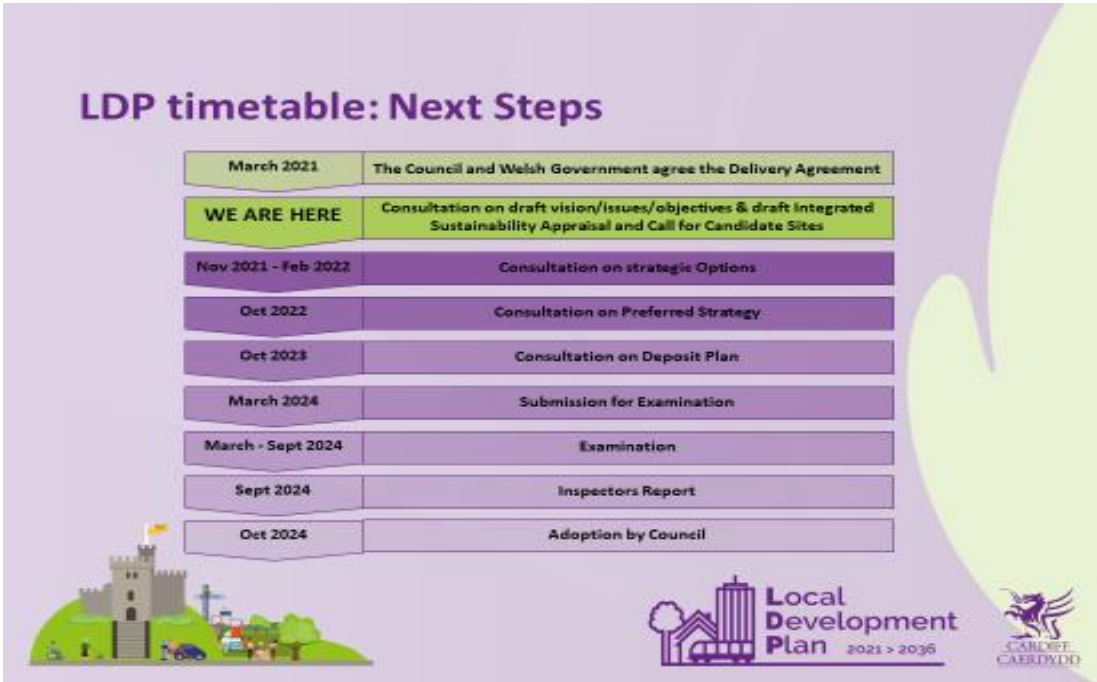 LDP timetable: Next Steps
March 2021 The Council and Welsh Government agree the Delivery Agreement
WE ARE HERE Consultation on draft vision/issues/objectives & draft Integrated
Sustainability Appraisal and Call for Candidate Sites
Nov 2021 - Feb 2022 Consultation on strategic Options
Oct 2022 Consultation on Preferred Strategy
Oct 2023 Consultation on Deposit Plan
March 2024 Submission for Examination
March - Sept 2024 Examination
Sept 2024 Inspectors Report
Oct 2024 Adoption by Council
Local
Development
Plan 2021 > 2036
CARDIFF
CAERDYDD